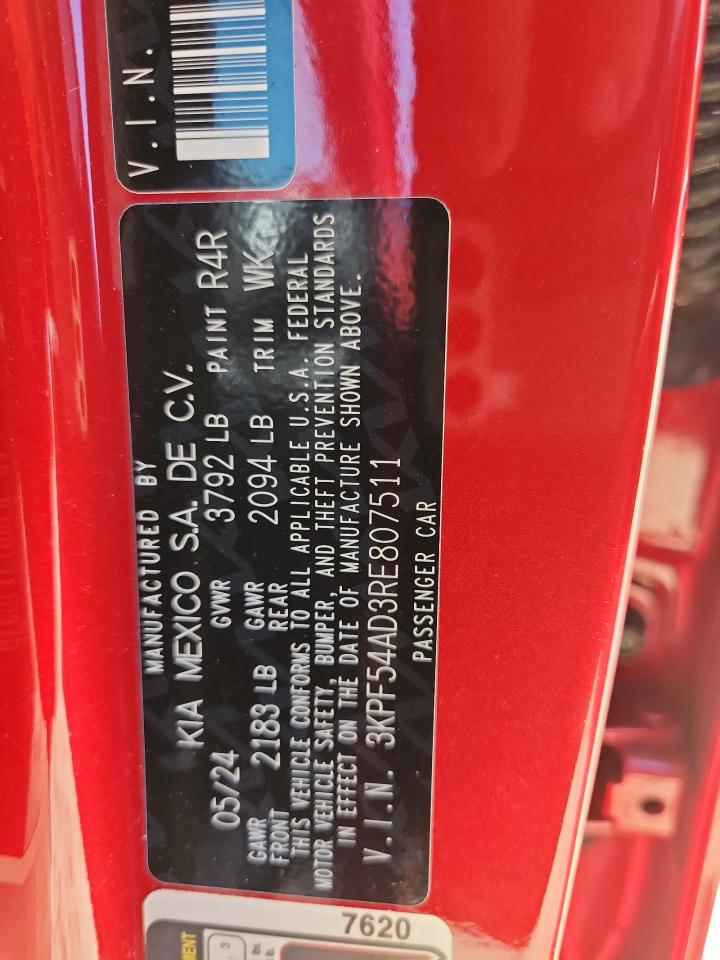 V.I.N.
MANUFACTURED BY
KIA MEXICO S.A. DE C.V.
05/24 GVWR 3792 LB PAINT R4R
GAWR FRONT 2183 LB GAWR REAR 2094 LB TRIM WK
THIS VEHICLE CONFORMS TO ALL APPLICABLE U.S.A. FEDERAL
MOTOR VEHICLE SAFETY, BUMPER, AND THEFT PREVENTION STANDARDS
IN EFFECT ON THE DATE OF MANUFACTURE SHOWN ABOVE.
V.I.N. 3KPF54AD3RE807511
PASSENGER CAR
7620
3
lbs.